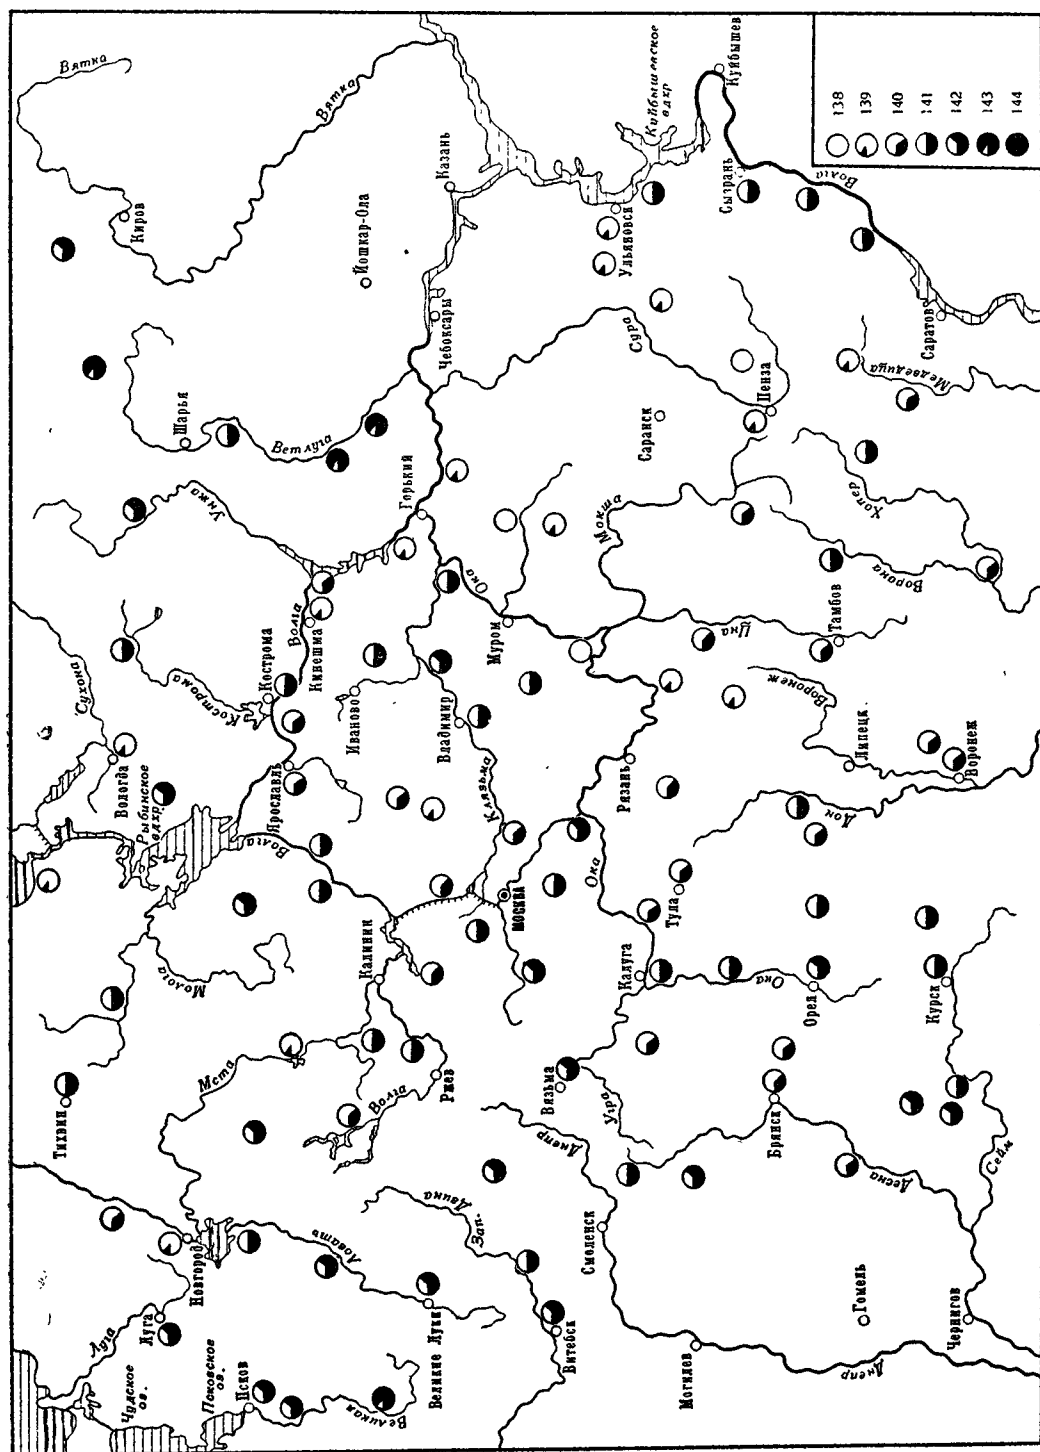 Вятка
Киров
Вятка
Йошкар-Ола
Казань
Чебоксары
Куйбышевское
вдхр
Куйбышев
Ульяновск
Сызрань
Волга
Саратов
138
139
140
141
142
143
144
Шарья
Ветлуга
Унжа
Горький
Сура
Саранск
Пенза
Медведица
Хопер
Мокша
Ворона
Сухона
Вологда
Рыбинское
вдхр
Кострома
Кострома
Волга
Кинешма
Иваново
Ярославль
Волга
Владимир
Клязьма
Ока
Муром
Цна
Тамбов
Воронеж
Липецк
Воронеж
Рязань
Дон
Молога
Калинин
МОСКВА
Ока
Тула
Калуга
Ока
Орел
Курск
Тихвин
Мста
Волга
Ржев
Вязьма
Угра
Днепр
Брянск
Десна
Сейм
Луга
Луга
Новгород
Ловать
Зап.
Двина
Смоленск
Чудское
оз.
Псковское
оз.
Псков
Великая
Великие Луки
Витебск
Могилев
Гомель
Днепр
Чернигов